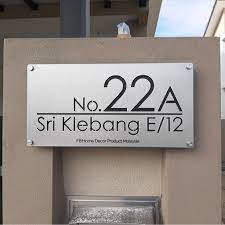 No.22A
Sri Klebang E/12
FBHome Decor Product Malaysia